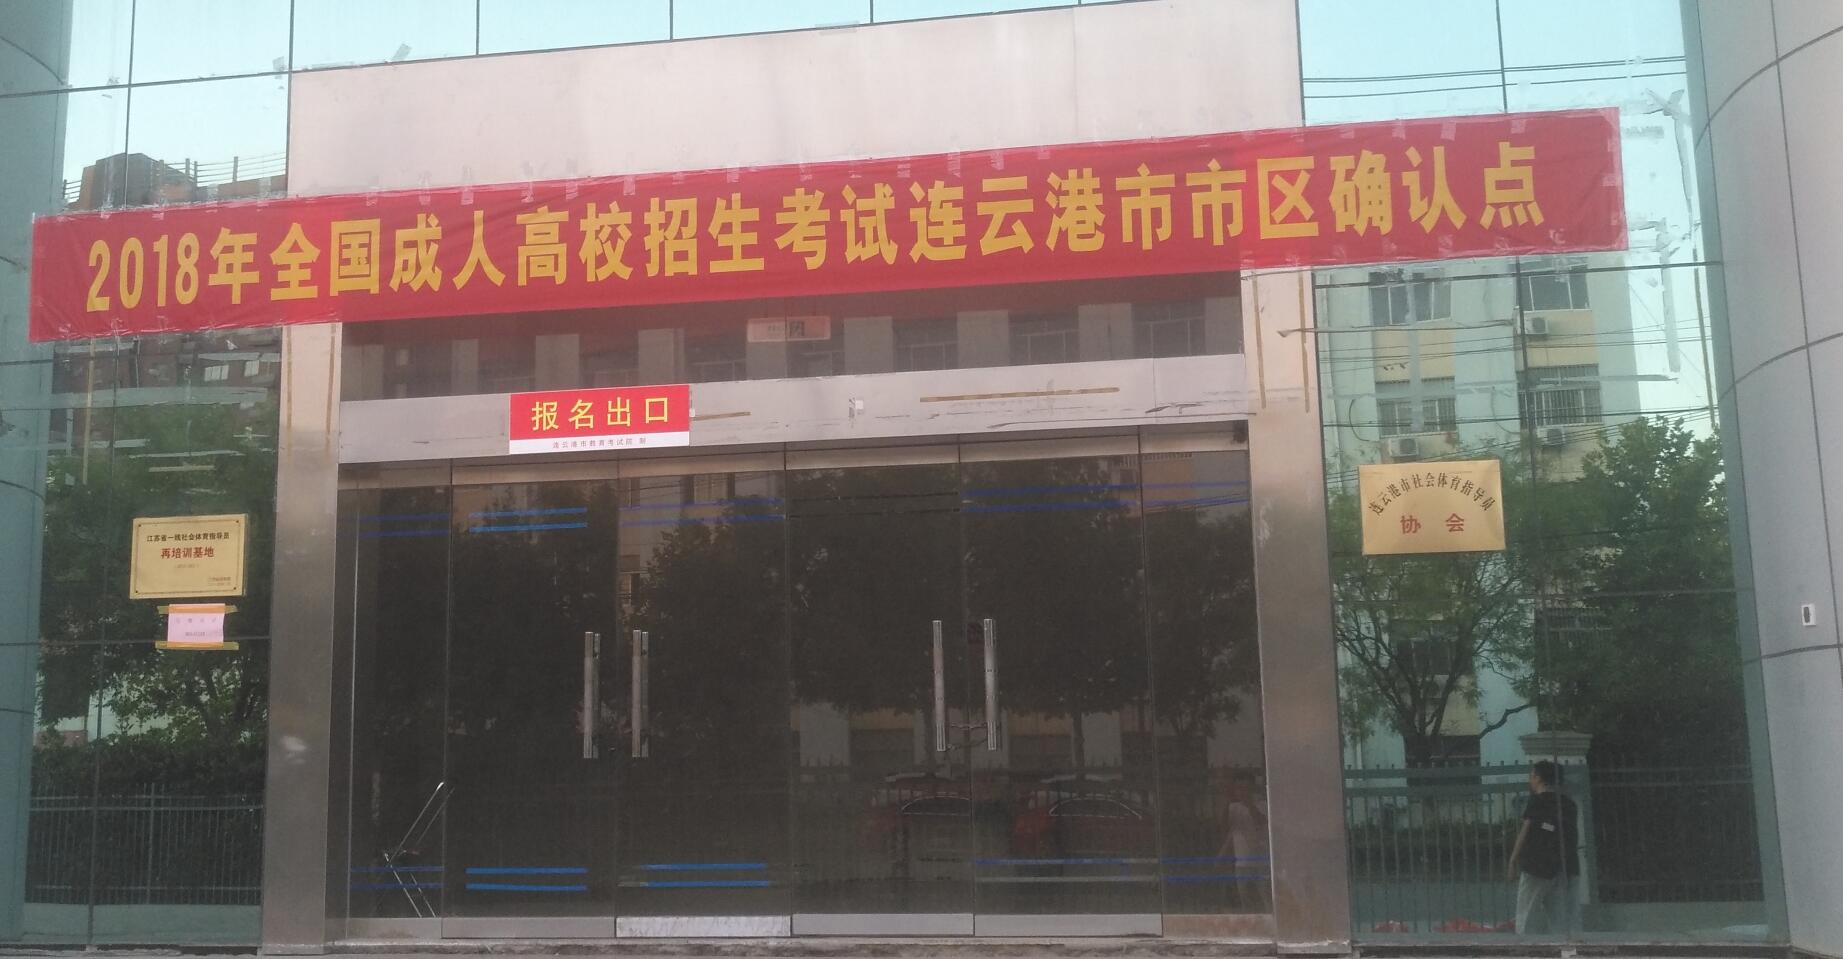 2018年全国成人高校招生考试连云港市市区确认点
报名出口
连云港市教育考试院 制
江苏省一线社会体育指导员
再培训基地
连云港市社会体育指导员
协会